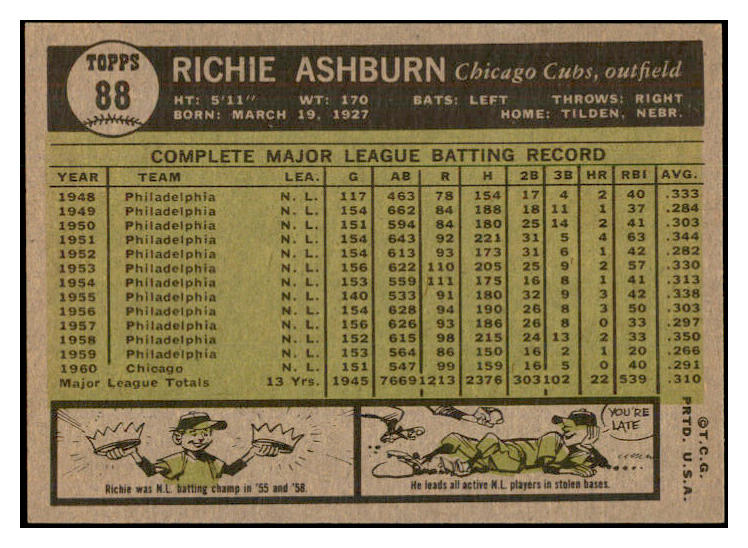 TOPPS
88
RICHIE ASHBURN Chicago Cubs, outfield
HT: 5'11" WT: 170 BATS: LEFT THROWS: RIGHT
BORN: MARCH 19, 1927 HOME: TILDEN, NEBR.
COMPLETE MAJOR LEAGUE BATTING RECORD
YEAR TEAM LEA. G AB R H 2B 3B HR RBI AVG.
1948 Philadelphia N. L. 117 463 78 154 17 4 2 40 .333
1949 Philadelphia N. L. 154 662 84 188 18 11 1 37 .284
1950 Philadelphia N. L. 151 594 84 180 25 14 2 41 .303
1951 Philadelphia N. L. 154 643 92 221 31 5 4 63 .344
1952 Philadelphia N. L. 154 613 93 173 31 6 1 42 .282
1953 Philadelphia N. L. 156 622 110 205 25 9 2 57 .330
1954 Philadelphia N. L. 153 559 111 175 16 8 1 41 .313
1955 Philadelphia N. L. 140 533 91 180 32 9 3 42 .338
1956 Philadelphia N. L. 154 628 94 190 26 8 3 50 .303
1957 Philadelphia N. L. 156 626 93 186 26 8 0 33 .297
1958 Philadelphia N. L. 152 615 98 215 24 13 2 33 .350
1959 Philadelphia N. L. 153 564 86 150 16 2 1 20 .266
1960 Chicago N. L. 151 547 99 159 16 5 0 40 .291
Major League Totals 13 Yrs. 1945 7669 1213 2376 303 102 22 539 .310
Richie was N.L. batting champ in '55 and '58.
YOU'RE
LATE
He leads all active N.L. players in stolen bases.
©T.C.G.
PRTD. U.S.A.